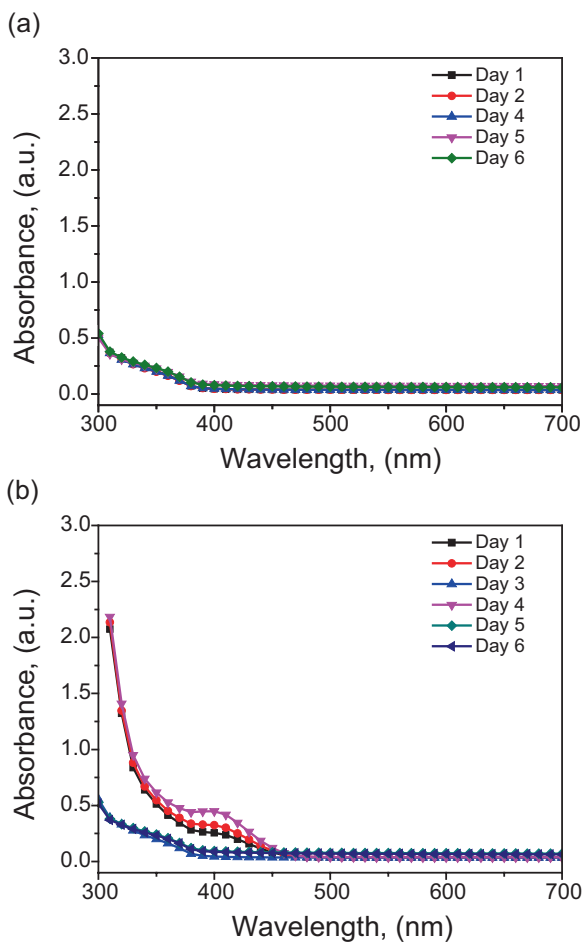 (a)
3.0
2.5
2.0
1.5
1.0
0.5
0.0
Absorbance, (a.u.)
Day 1
Day 2
Day 4
Day 5
Day 6
300 400 500 600 700
Wavelength, (nm)
(b)
3.0
2.5
2.0
1.5
1.0
0.5
0.0
Absorbance, (a.u.)
Day 1
Day 2
Day 3
Day 4
Day 5
Day 6
300 400 500 600 700
Wavelength, (nm)